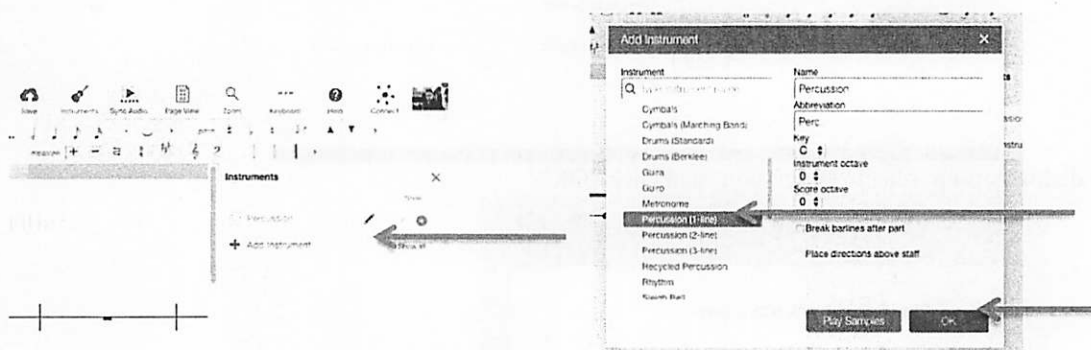 Save Instruments Sync Audio Page View Zoom Keyboard Help Connect
measure
Instruments
Percussion
+ Add Instrument
Add Instrument
Instrument
Cymbals
Cymbals (Marching Band)
Drums (Standard)
Drums (Berklee)
Guira
Guiro
Metronome
Percussion (1-line)
Percussion (2-line)
Percussion (3-line)
Recycled Percussion
Rhythm
Name
Percussion
Abbreviation
Perc
Key
C
Instrument octave
0
Score octave
0
Break barlines after part
Place directions above staff
Play Samples
OK